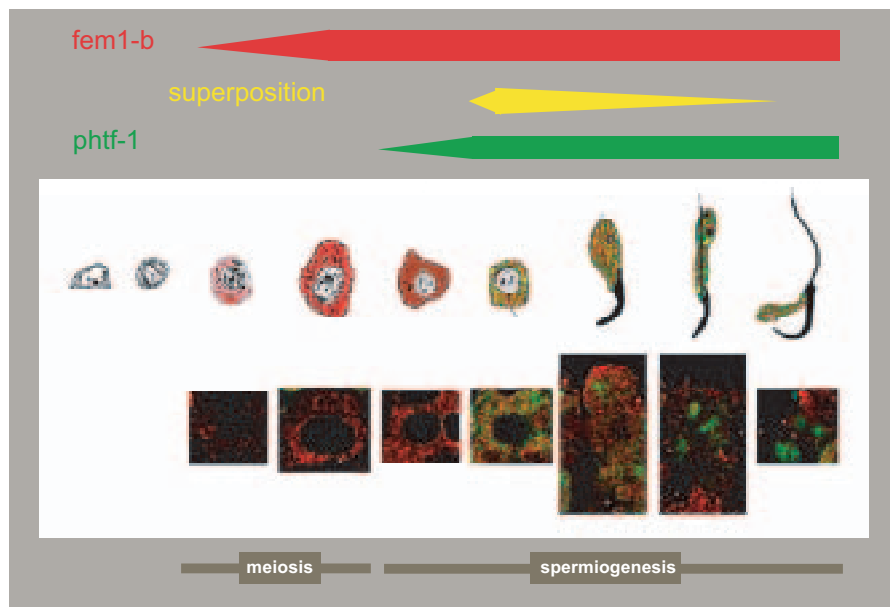 fem1-b
superposition
phtf-1
meiosis
spermiogenesis